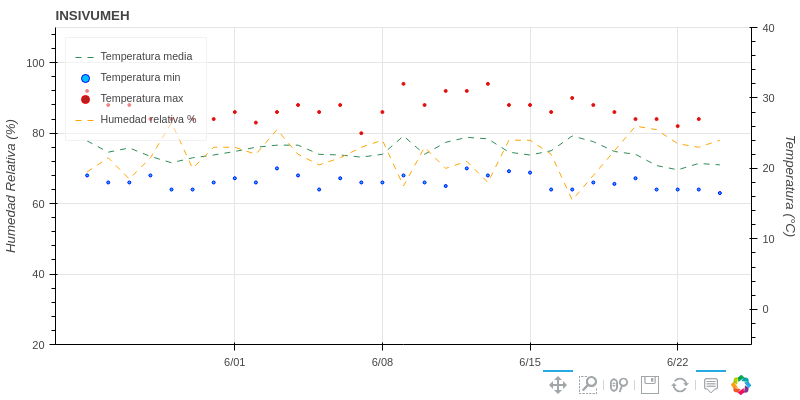 INSIVUMEH
Temperatura media
Temperatura min
Temperatura max
Humedad relativa %
Humedad Relativa (%)
100
80
60
40
20
Temperatura (°C)
40
30
20
10
0
6/01
6/08
6/15
6/22